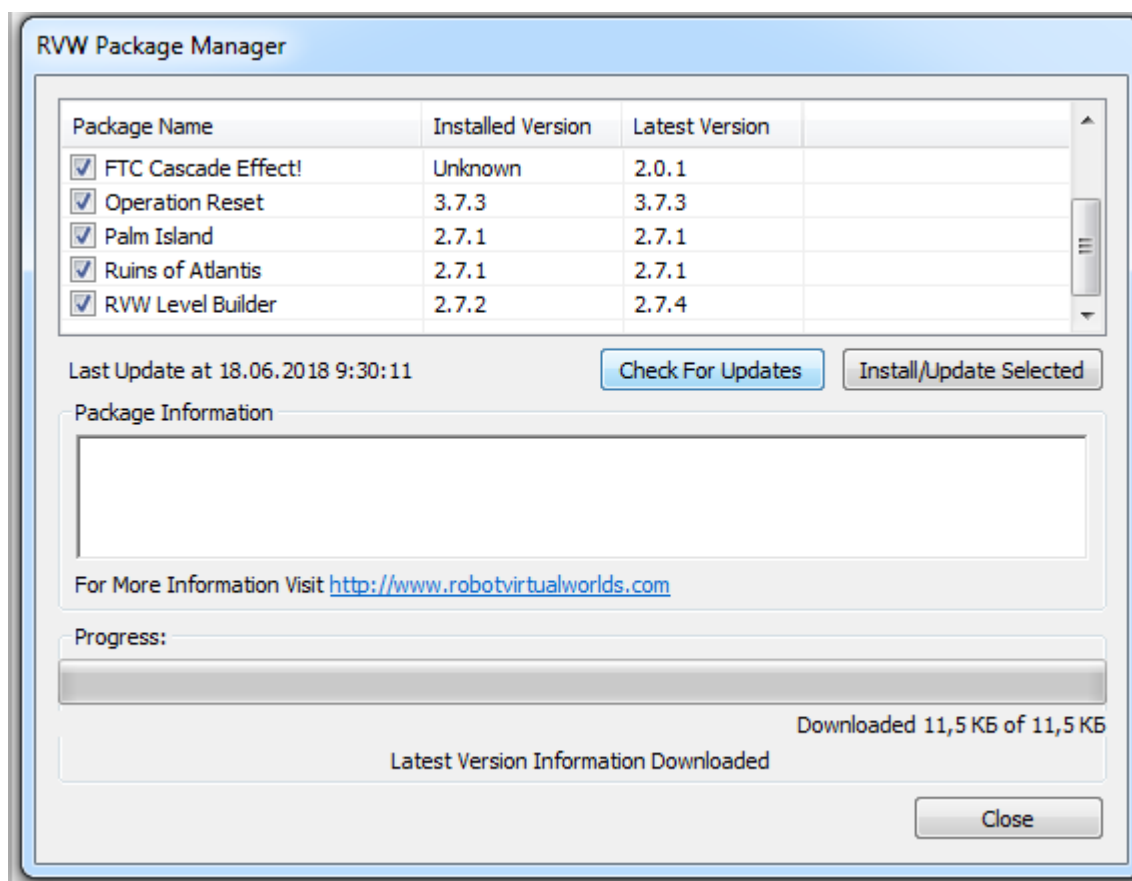 RVW Package Manager
Package Name Installed Version Latest Version
FTC Cascade Effect! Unknown 2.0.1
Operation Reset 3.7.3 3.7.3
Palm Island 2.7.1 2.7.1
Ruins of Atlantis 2.7.1 2.7.1
RVW Level Builder 2.7.2 2.7.4
Last Update at 18.06.2018 9:30:11 Check For Updates Install/Update Selected
Package Information
For More Information Visit http://www.robotvirtualworlds.com
Progress:
Downloaded 11,5 КБ of 11,5 КБ
Latest Version Information Downloaded
Close